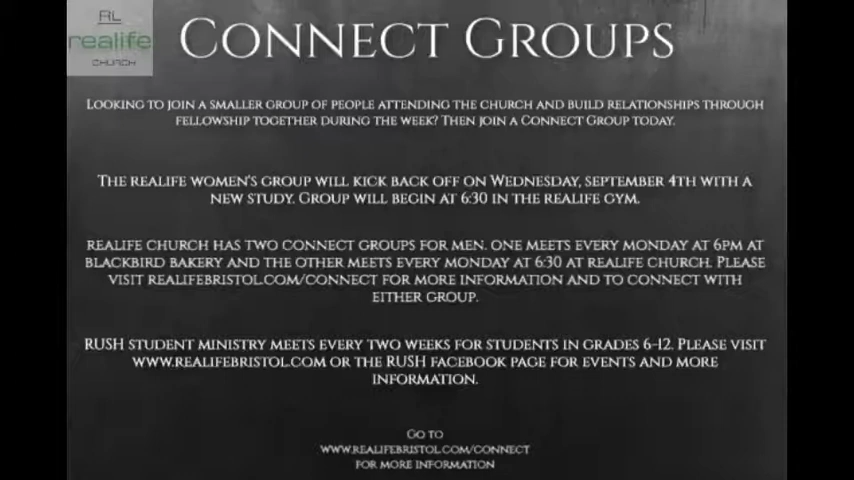 RL
realife
CHURCH
CONNECT GROUPS
LOOKING TO JOIN A SMALLER GROUP OF PEOPLE ATTENDING THE CHURCH AND BUILD RELATIONSHIPS THROUGH
FELLOWSHIP TOGETHER DURING THE WEEK? THEN JOIN A CONNECT GROUP TODAY.
THE REALIFE WOMEN'S GROUP WILL KICK BACK OFF ON WEDNESDAY, SEPTEMBER 4TH WITH A
NEW STUDY. GROUP WILL BEGIN AT 6:30 IN THE REALIFE GYM.
REALIFE CHURCH HAS TWO CONNECT GROUPS FOR MEN. ONE MEETS EVERY MONDAY AT 6PM AT
BLACKBIRD BAKERY AND THE OTHER MEETS EVERY MONDAY AT 6:30 AT REALIFE CHURCH. PLEASE
VISIT REALIFEBRISTOL.COM/CONNECT FOR MORE INFORMATION AND TO CONNECT WITH
EITHER GROUP.
RUSH STUDENT MINISTRY MEETS EVERY TWO WEEKS FOR STUDENTS IN GRADES 6-12. PLEASE VISIT
WWW.REALIFEBRISTOL.COM OR THE RUSH FACEBOOK PAGE FOR EVENTS AND MORE
INFORMATION.
GO TO
WWW.REALIFEBRISTOL.COM/CONNECT
FOR MORE INFORMATION